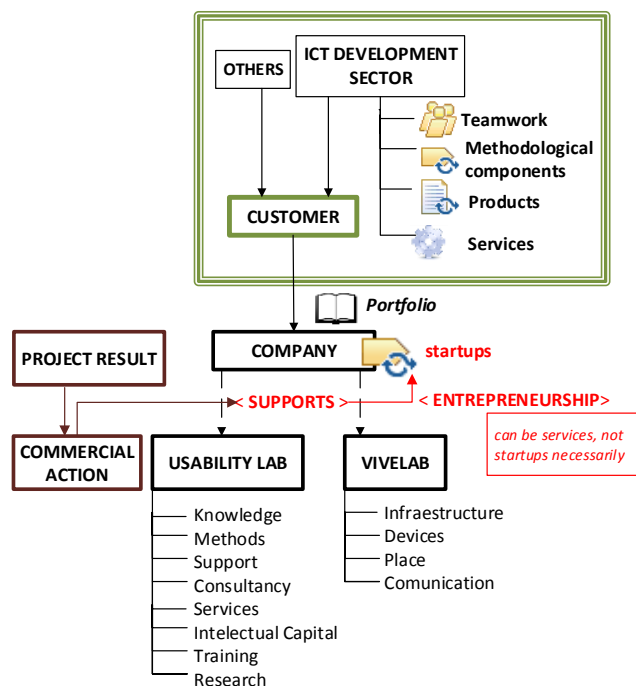 OTHERS
ICT DEVELOPMENT
SECTOR
Teamwork
Methodological
components
Products
Services
CUSTOMER
Portfolio
COMPANY
startups
PROJECT RESULT
< SUPPORTS >
< ENTREPRENEURSHIP>
can be services, not
startups necessarily
COMMERCIAL
ACTION
USABILITY LAB
VIVELAB
Knowledge
Methods
Support
Consultancy
Services
Intelectual Capital
Training
Research
Infraestructure
Devices
Place
Comunication